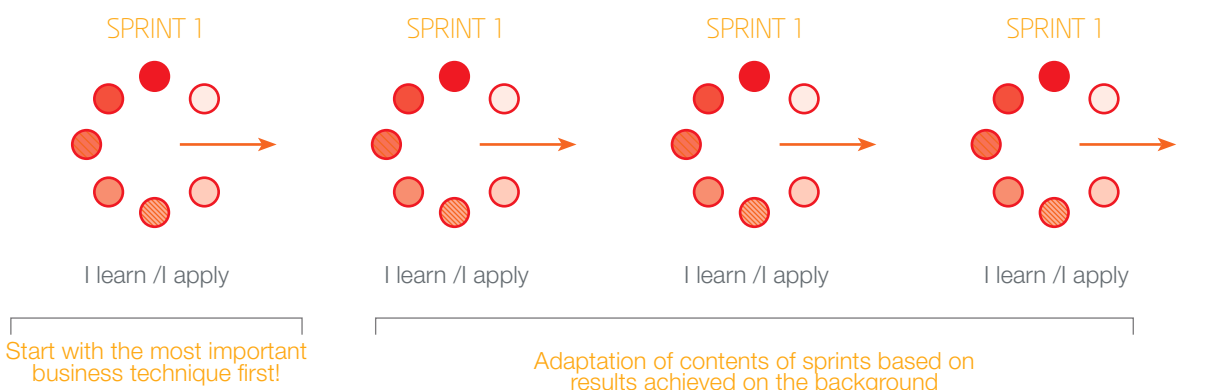 SPRINT 1 SPRINT 1 SPRINT 1 SPRINT 1
I learn /I apply I learn /I apply I learn /I apply I learn /I apply
Start with the most important
business technique first!
Adaptation of contents of sprints based on
results achieved on the background